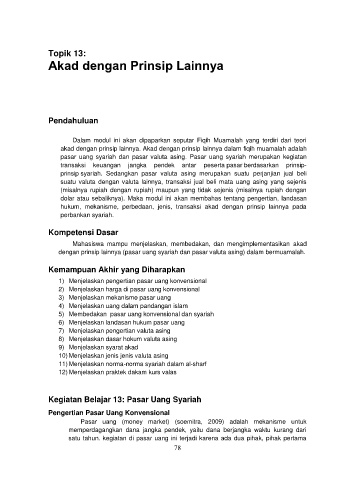 Topik 13:
Akad dengan Prinsip Lainnya
Pendahuluan
Dalam modul ini akan dipaparkan seputar Fiqih Muamalah yang terdiri dari teori
akad dengan prinsip lainnya. Akad dengan prinsip lainnya dalam fiqih muamalah adalah
pasar uang syariah dan pasar valuta asing. Pasar uang syariah merupakan kegiatan
transaksi keuangan jangka pendek antar peserta pasar berdasarkan prinsip-
prinsip syariah. Sedangkan pasar valuta asing merupakan suatu perjanjian jual beli
suatu valuta dengan valuta lainnya, transaksi jual beli mata uang asing yang sejenis
(misalnya rupiah dengan rupiah) maupun yang tidak sejenis (misalnya rupiah dengan
dolar atau sebaliknya). Maka modul ini akan membahas tentang pengertian, landasan
hukum, mekanisme, perbedaan, jenis, transaksi akad dengan prinsip lainnya pada
perbankan syariah.
Kompetensi Dasar
Mahasiswa mampu menjelaskan, membedakan, dan mengimplementasikan akad
dengan prinsip lainnya (pasar uang syariah dan pasar valuta asing) dalam bermuamalah.
Kemampuan Akhir yang Diharapkan
1) Menjelaskan pengertian pasar uang konvensional
2) Menjelaskan harga di pasar uang konvensional
3) Menjelaskan mekanisme pasar uang
4) Menjelaskan uang dalam pandangan islam
5) Membedakan pasar uang konvensional dan syariah
6) Menjelaskan landasan hukum pasar uang
7) Menjelaskan pengertian valuta asing
8) Menjelaskan dasar hokum valuta asing
9) Menjelaskan syarat akad
10) Menjelaskan jenis jenis valuta asing
11) Menjelaskan norma-norma syariah dalam al-sharf
12) Menjelaskan praktek dakam kurs valas
Kegiatan Belajar 13: Pasar Uang Syariah
Pengertian Pasar Uang Konvensional
Pasar uang (money market) (soemitra, 2009) adalah mekanisme untuk
memperdagangkan dana jangka pendek, yaitu dana berjangka waktu kurang dari
satu tahun. kegiatan di pasar uang ini terjadi karena ada dua pihak, pihak pertama
78